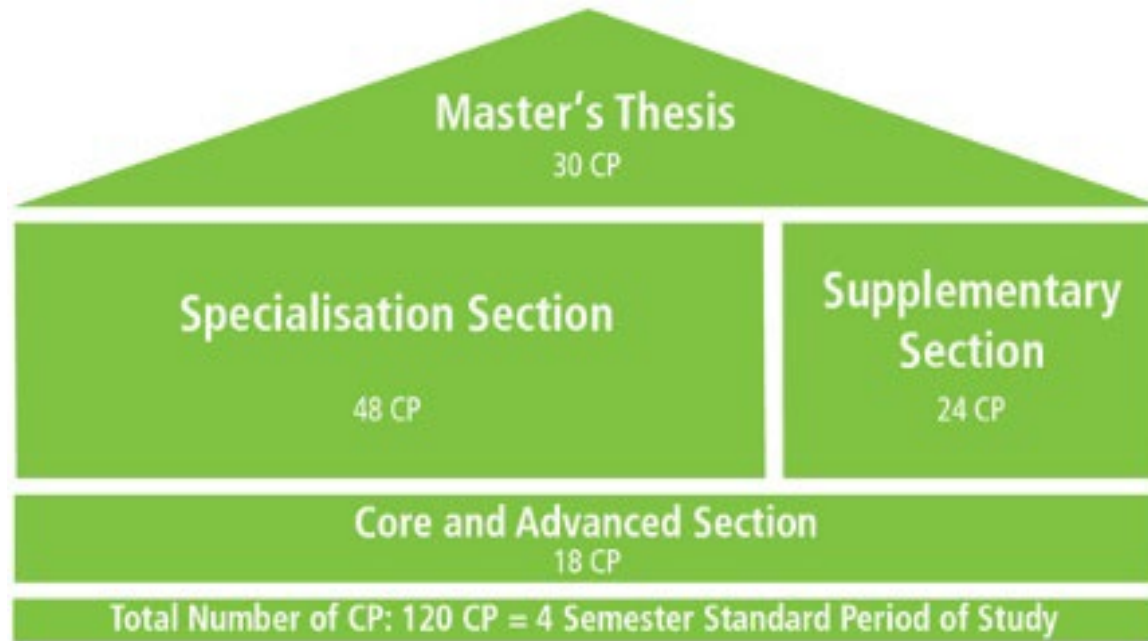 Master‘s Thesis
30 CP
Specialisation Section
48 CP
Supplementary
Section
24 CP
Core and Advanced Section
18 CP
Total Number of CP: 120 CP = 4 Semester Standard Period of Study